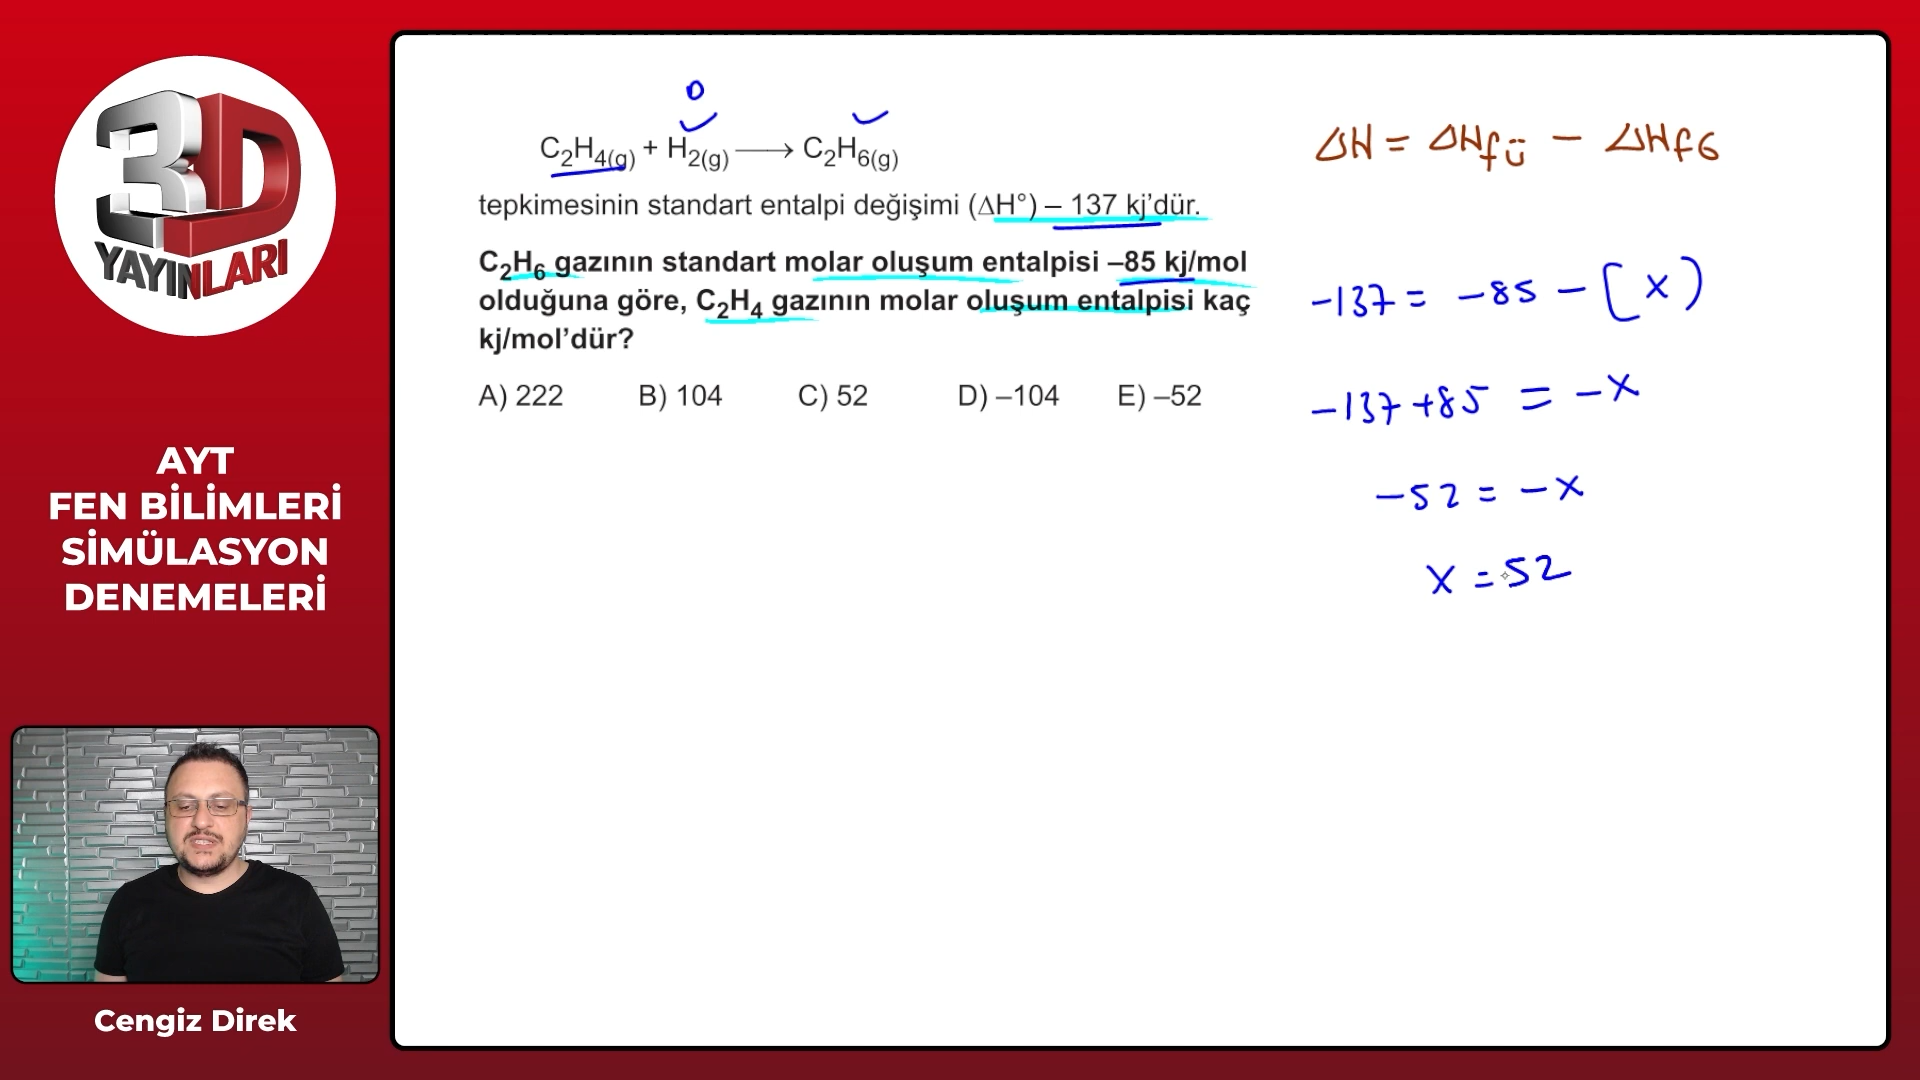 3D
YAYINLARI
AYT
FEN BİLİMLERİ
SİMÜLASYON
DENEMELERİ
Cengiz Direk
0
C₂H₄(g) + H₂(g) ⟶ C₂H₆(g)
tepkimesinin standart entalpi değişimi (ΔH°) – 137 kj’dür.
C₂H₆ gazının standart molar oluşum entalpisi –85 kj/mol
olduğuna göre, C₂H₄ gazının molar oluşum entalpisi kaç
kj/mol’dür?
A) 222 B) 104 C) 52 D) –104 E) –52
ΔH = ΔHfü – ΔHfG
-137 = -85 - [x)
-137+85 = -x
-52 = -x
x = 52